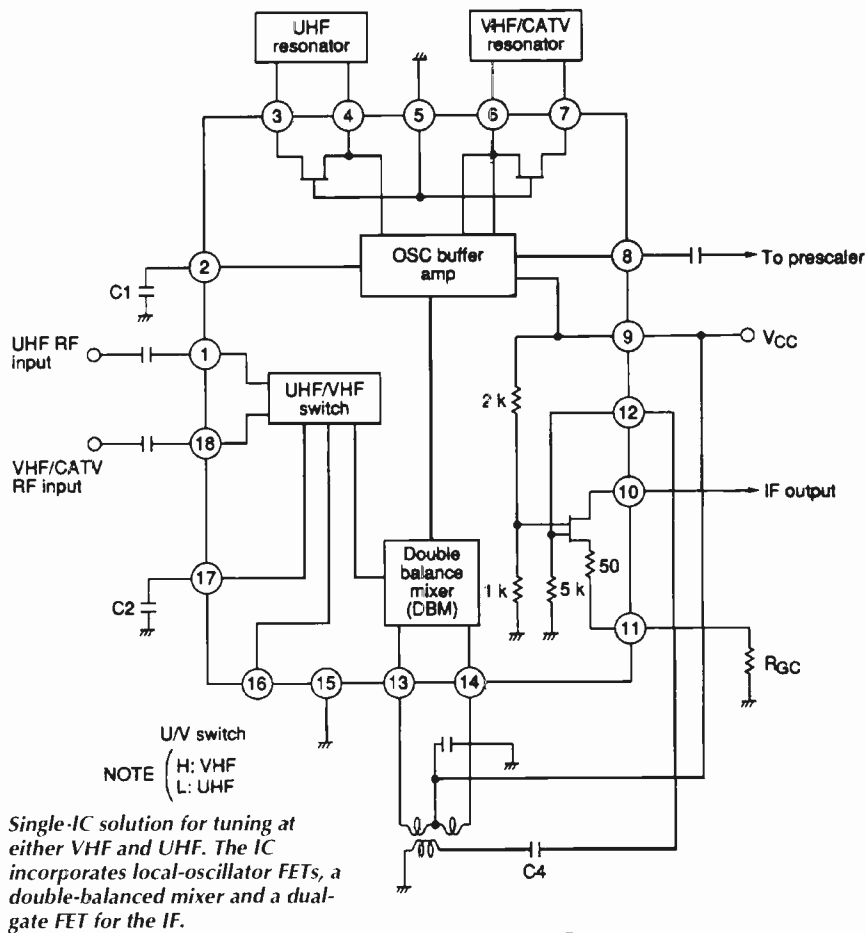 UHF
resonator
VHF/CATV
resonator
3
4
5
6
7
2
OSC buffer
amp
8
To prescaler
C1
UHF RF
input
1
UHF/VHF
switch
9
VCC
2 k
12
18
VHF/CATV
RF input
10
IF output
Double
balance
mixer
(DBM)
50
17
C2
1 k
5 k
11
RGC
16
15
13
14
U/V switch
NOTE
H: VHF
L: UHF
C4
Single-IC solution for tuning at
either VHF and UHF. The IC
incorporates local-oscillator FETs, a
double-balanced mixer and a dual-
gate FET for the IF.